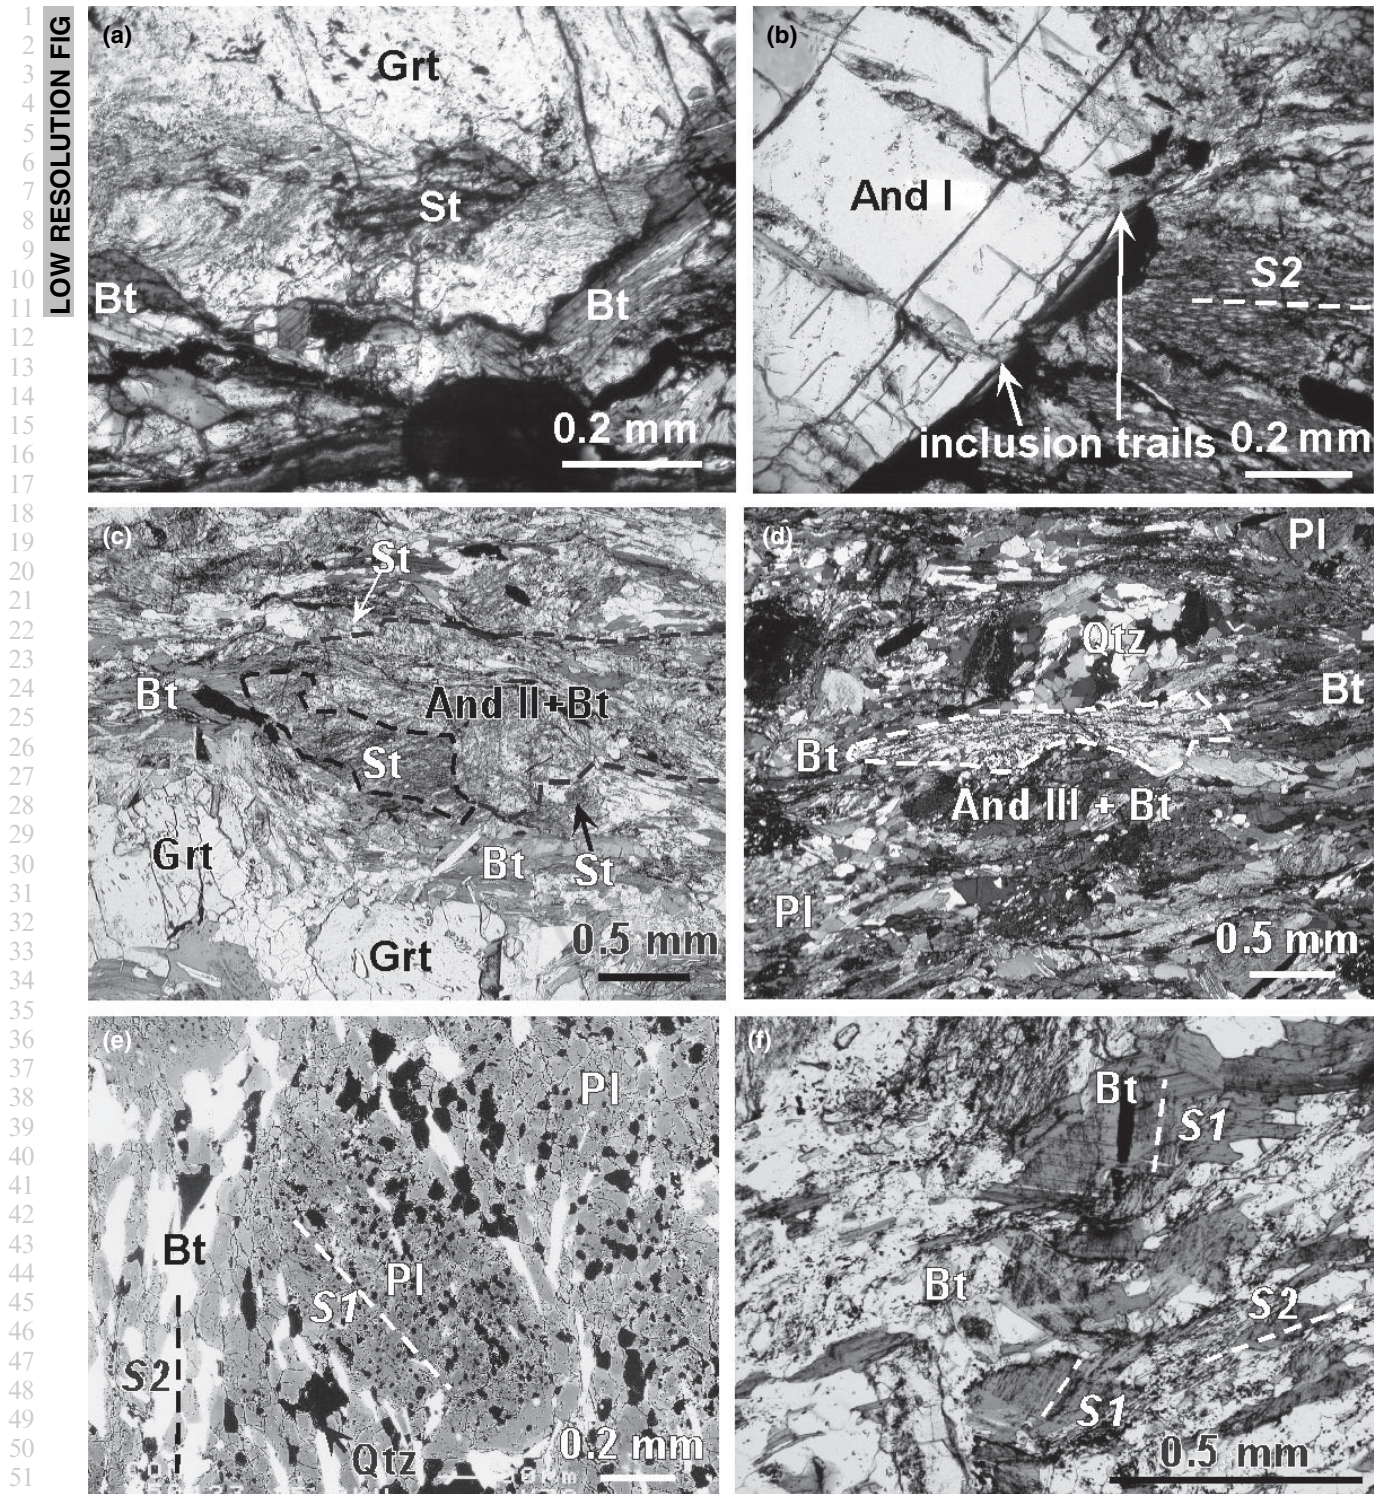 LOW RESOLUTION FIG
1
2
3
4
5
6
7
8
9
10
11
12
13
14
15
16
17
18
19
20
21
22
23
24
25
26
27
28
29
30
31
32
33
34
35
36
37
38
39
40
41
42
43
44
45
46
47
48
49
50
51
(a)
Grt
St
Bt
Bt
0.2 mm
(b)
And I
S2
inclusion trails
0.2 mm
(c)
St
Bt
And II+Bt
St
Grt
Bt
St
Grt
0.5 mm
(d)
Pl
Qtz
Bt
Bt
And III + Bt
Pl
0.5 mm
(e)
Pl
Bt
Pl
S1
S2
Qtz
0.2 mm
(f)
Bt
S1
Bt
S2
S1
0.5 mm